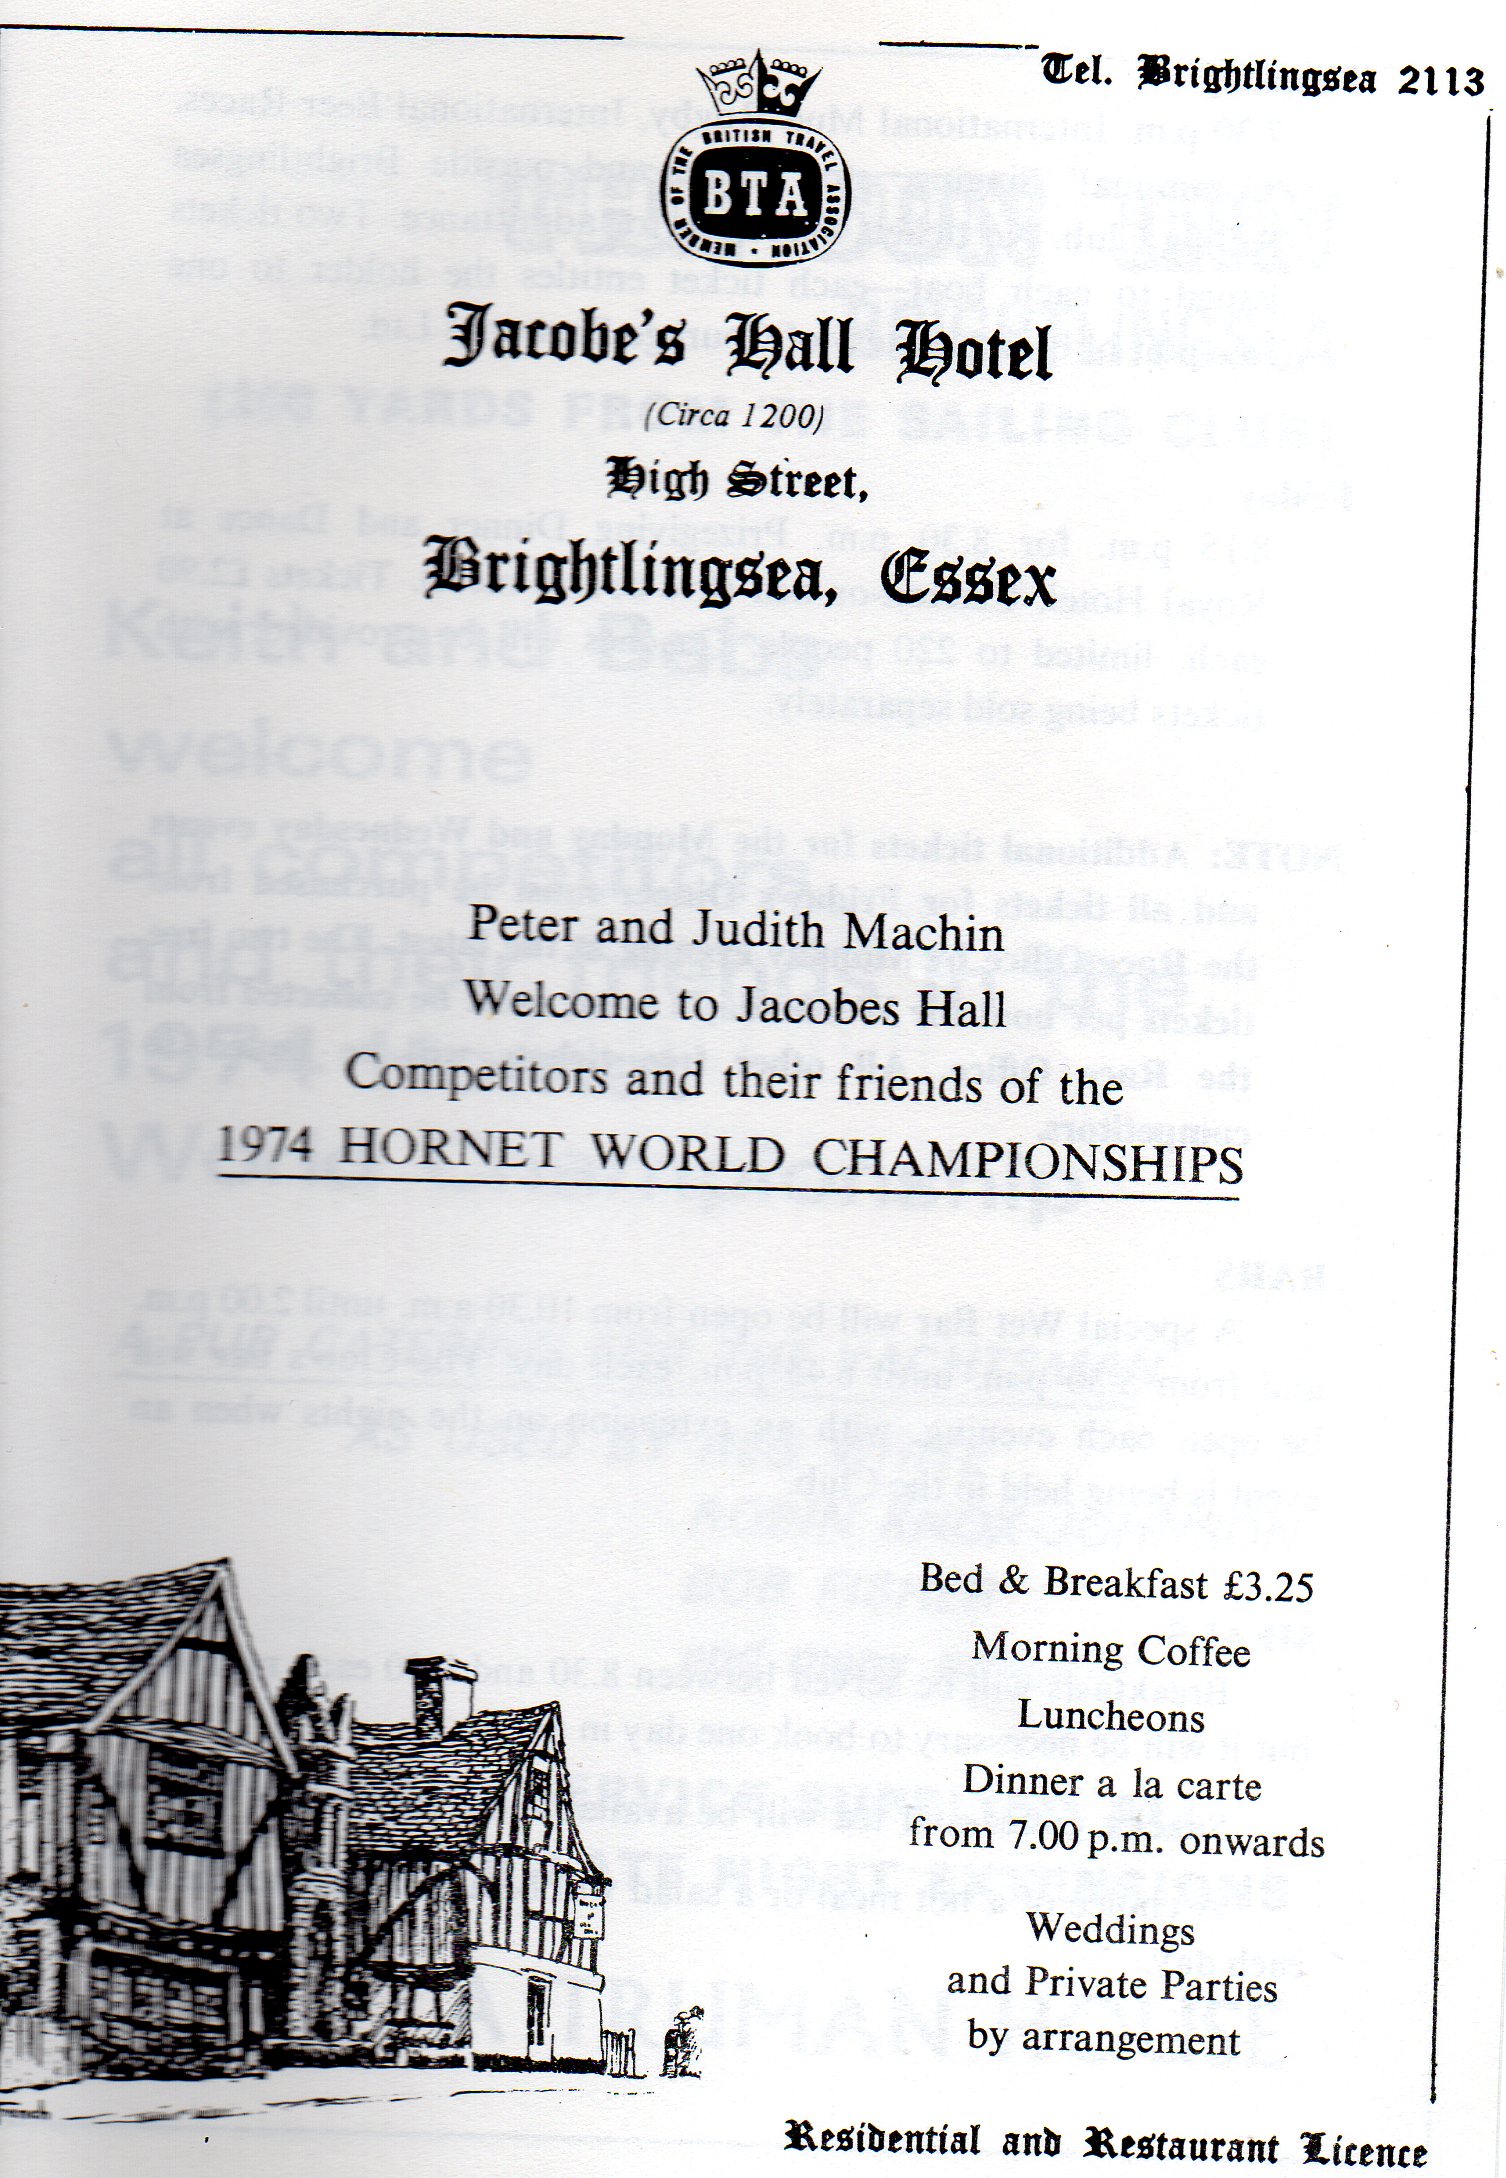 Tel. Brightlingsea 2113
MEMBER OF THE BRITISH TRAVEL ASSOCIATION
BTA
Jacobe's Hall Hotel
(Circa 1200)
High Street,
Brightlingsea, Essex
Peter and Judith Machin
Welcome to Jacobes Hall
Competitors and their friends of the
1974 HORNET WORLD CHAMPIONSHIPS
Bed & Breakfast £3.25
Morning Coffee
Luncheons
Dinner a la carte
from 7.00 p.m. onwards
Weddings
and Private Parties
by arrangement
Residential and Restaurant Licence